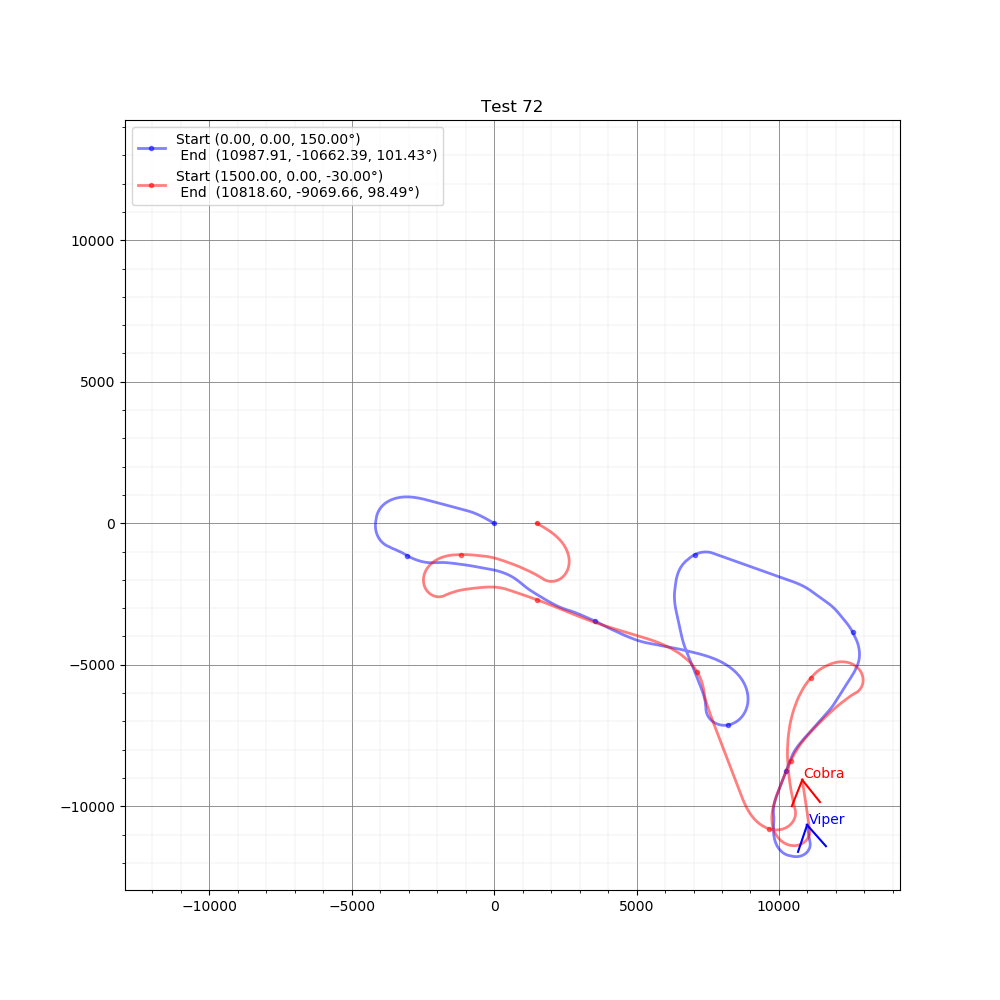 Test 72
Start (0.00, 0.00, 150.00°)
End  (10987.91, -10662.39, 101.43°)
Start (1500.00, 0.00, -30.00°)
End  (10818.60, -9069.66, 98.49°)
10000
5000
0
−5000
−10000
Cobra
Viper
−10000 −5000 0 5000 10000